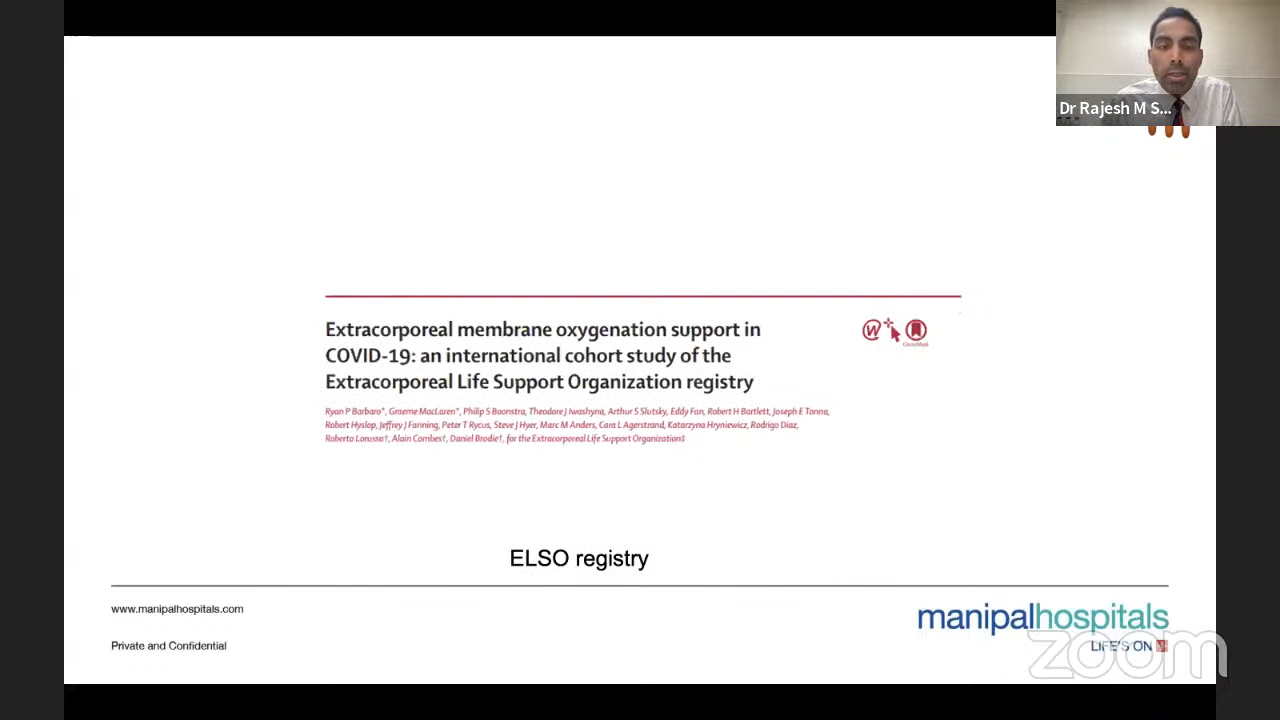 Dr Rajesh M S...
Extracorporeal membrane oxygenation support in
COVID-19: an international cohort study of the
Extracorporeal Life Support Organization registry
CrossMark
Ryan P Barbaro*, Graeme MacLaren*, Philip S Boonstra, Theodore J Iwashyna, Arthur S Slutsky, Eddy Fan, Robert H Bartlett, Joseph E Tonna,
Robert Hyslop, Jeffrey J Fanning, Peter T Rycus, Steve J Hyer, Marc M Anders, Cara L Agerstrand, Katarzyna Hryniewicz, Rodrigo Diaz,
Roberto Lorusso†, Alain Combes†, Daniel Brodie†, for the Extracorporeal Life Support Organization‡
ELSO registry
www.manipalhospitals.com
manipalhospitals
Private and Confidential
LIFE'S ON
zoom